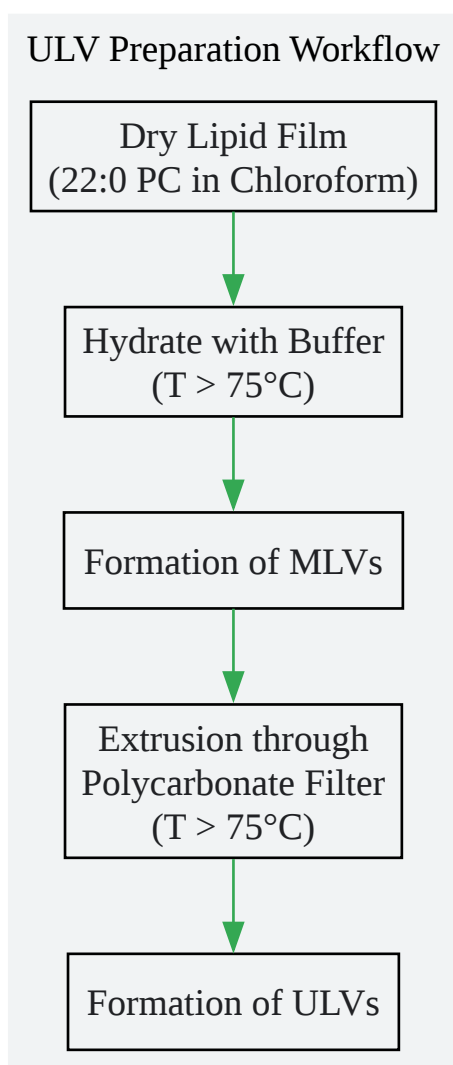 ULV Preparation Workflow
Dry Lipid Film
(22:0 PC in Chloroform)
Hydrate with Buffer
(T > 75°C)
Formation of MLVs
Extrusion through
Polycarbonate Filter
(T > 75°C)
Formation of ULVs